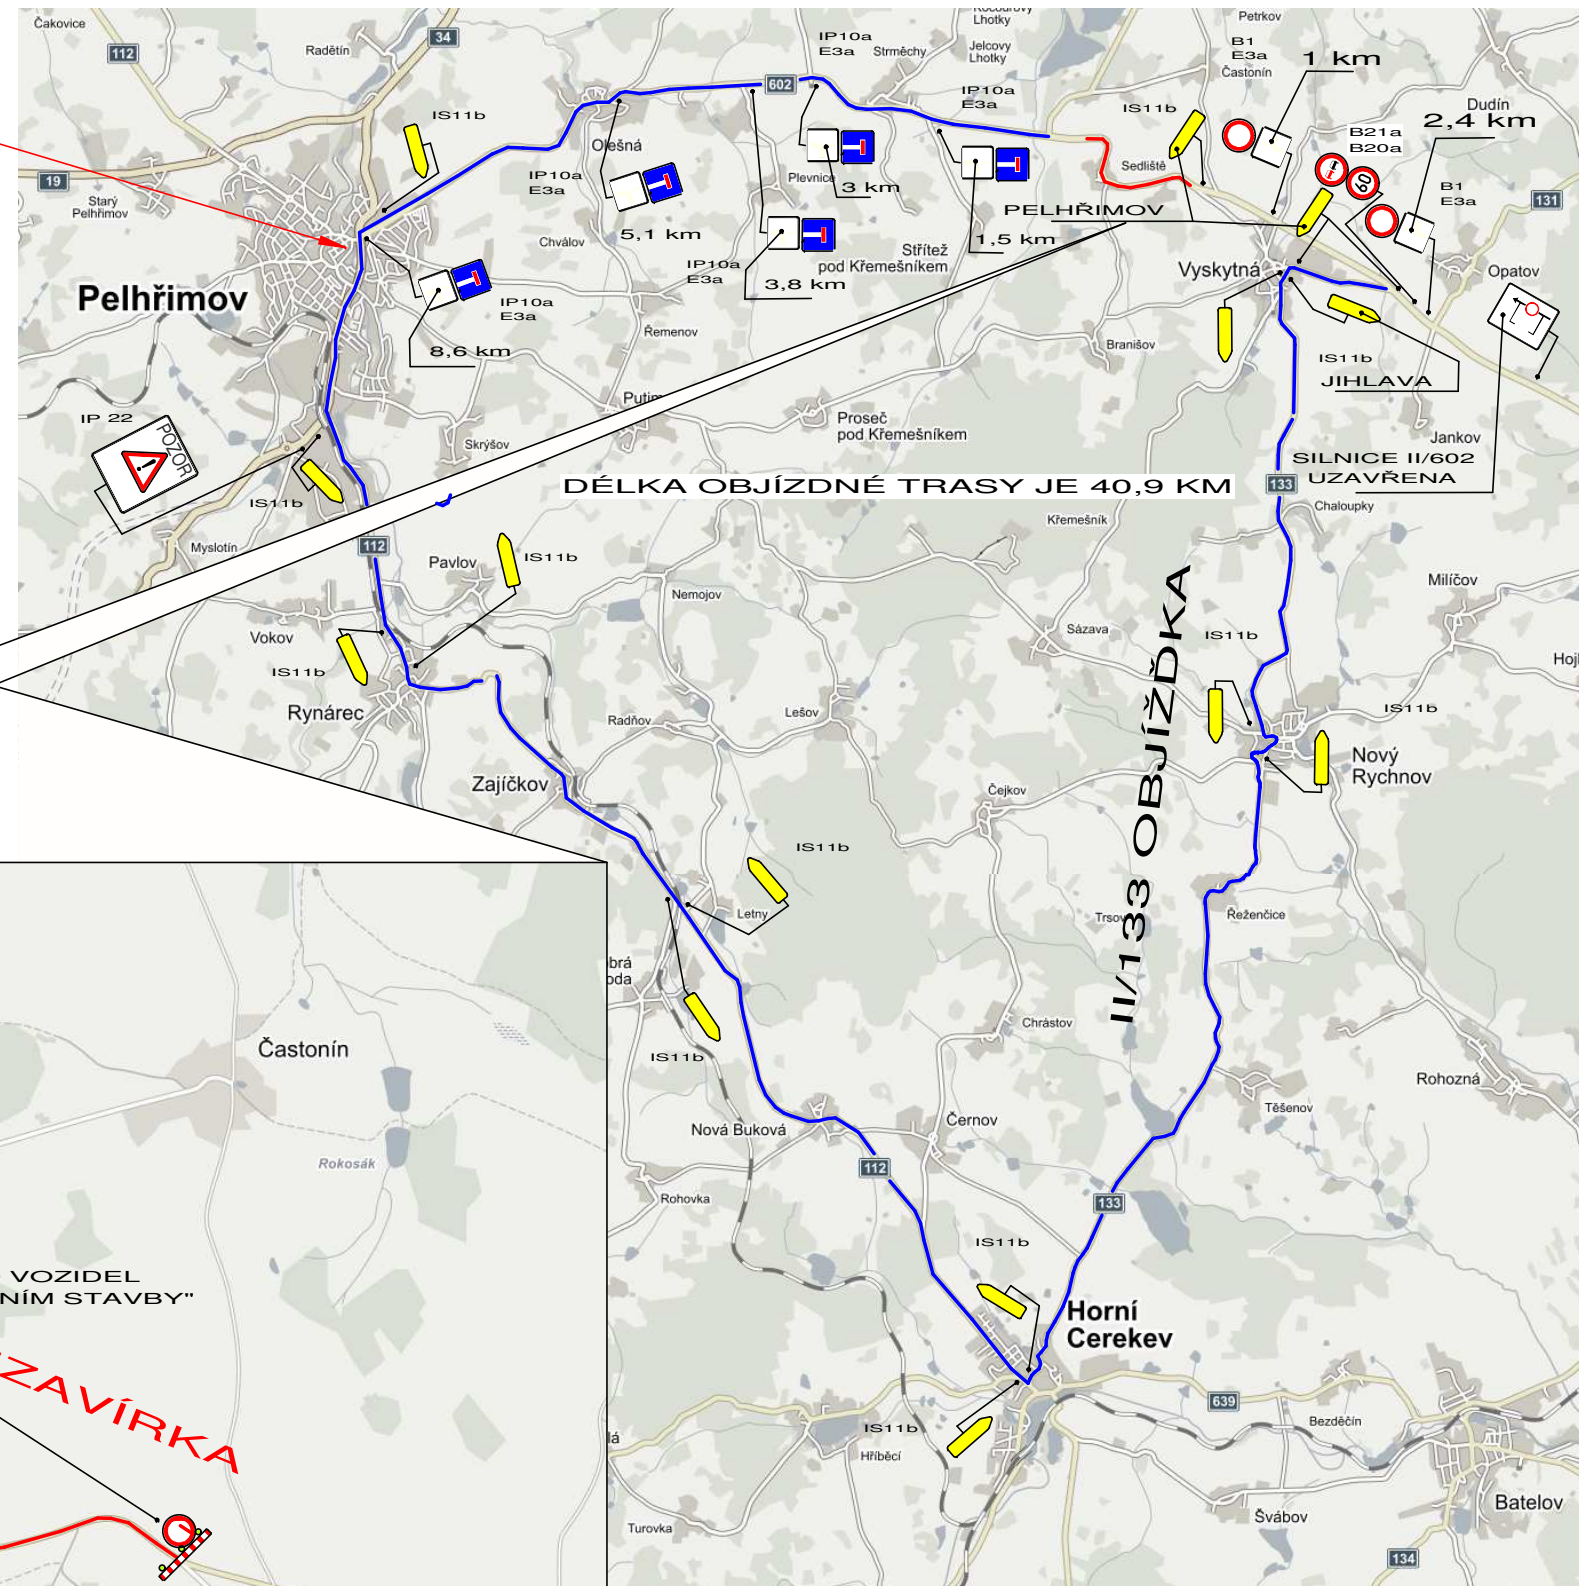 Čakovice
112
Radětín
34
19
Starý
Pelhřimov
Pelhřimov
IS11b
Olešná
Chválov
602
IP10a
E3a
Strměchy
Lhotky
Jelcovy
Lhotky
IP10a
E3a
IP10a
E3a
Plevnice
3 km
5,1 km
IP10a
E3a
3,8 km
IP10a
E3a
8,6 km
Střítež
pod Křemešníkem
1,5 km
PELHŘIMOV
IS11b
Sedliště
Petrkov
B1
E3a
Častonín
1 km
Dudín
2,4 km
B21a
B20a
60
B1
E3a
131
Opatov
Vyskytná
Branišov
IS11b
JIHLAVA
Jankov
SILNICE II/602
UZAVŘENA
133
Chaloupky
Řemenov
Proseč
pod Křemešníkem
Skrýšov
IP 22
POZOR
IS11b
Myslotín
DÉLKA OBJÍZDNÉ TRASY JE 40,9 KM
Křemešník
112
Pavlov
IS11b
Nemojov
Vokov
IS11b
Rynárec
Sázava
II/133 OBJÍŽĎKA
IS11b
Milíčov
IS11b
Nový
Rychnov
Radňov
Lešov
Zajíčkov
Čejkov
IS11b
Letny
Řeženčice
IS11b
Chrástov
Rohozná
Těšenov
Nová Buková
Černov
112
Rohovka
133
IS11b
Horní
Cerekev
639
Bezděčín
IS11b
Hříběcí
Turovka
Švábov
Batelov
134
Častonín
Rokosák
VOZIDEL
NÍM STAVBY"
ZAVÍRKA